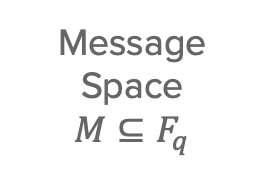 Message
Space
𝑀 ⊆ 𝐹_𝑞